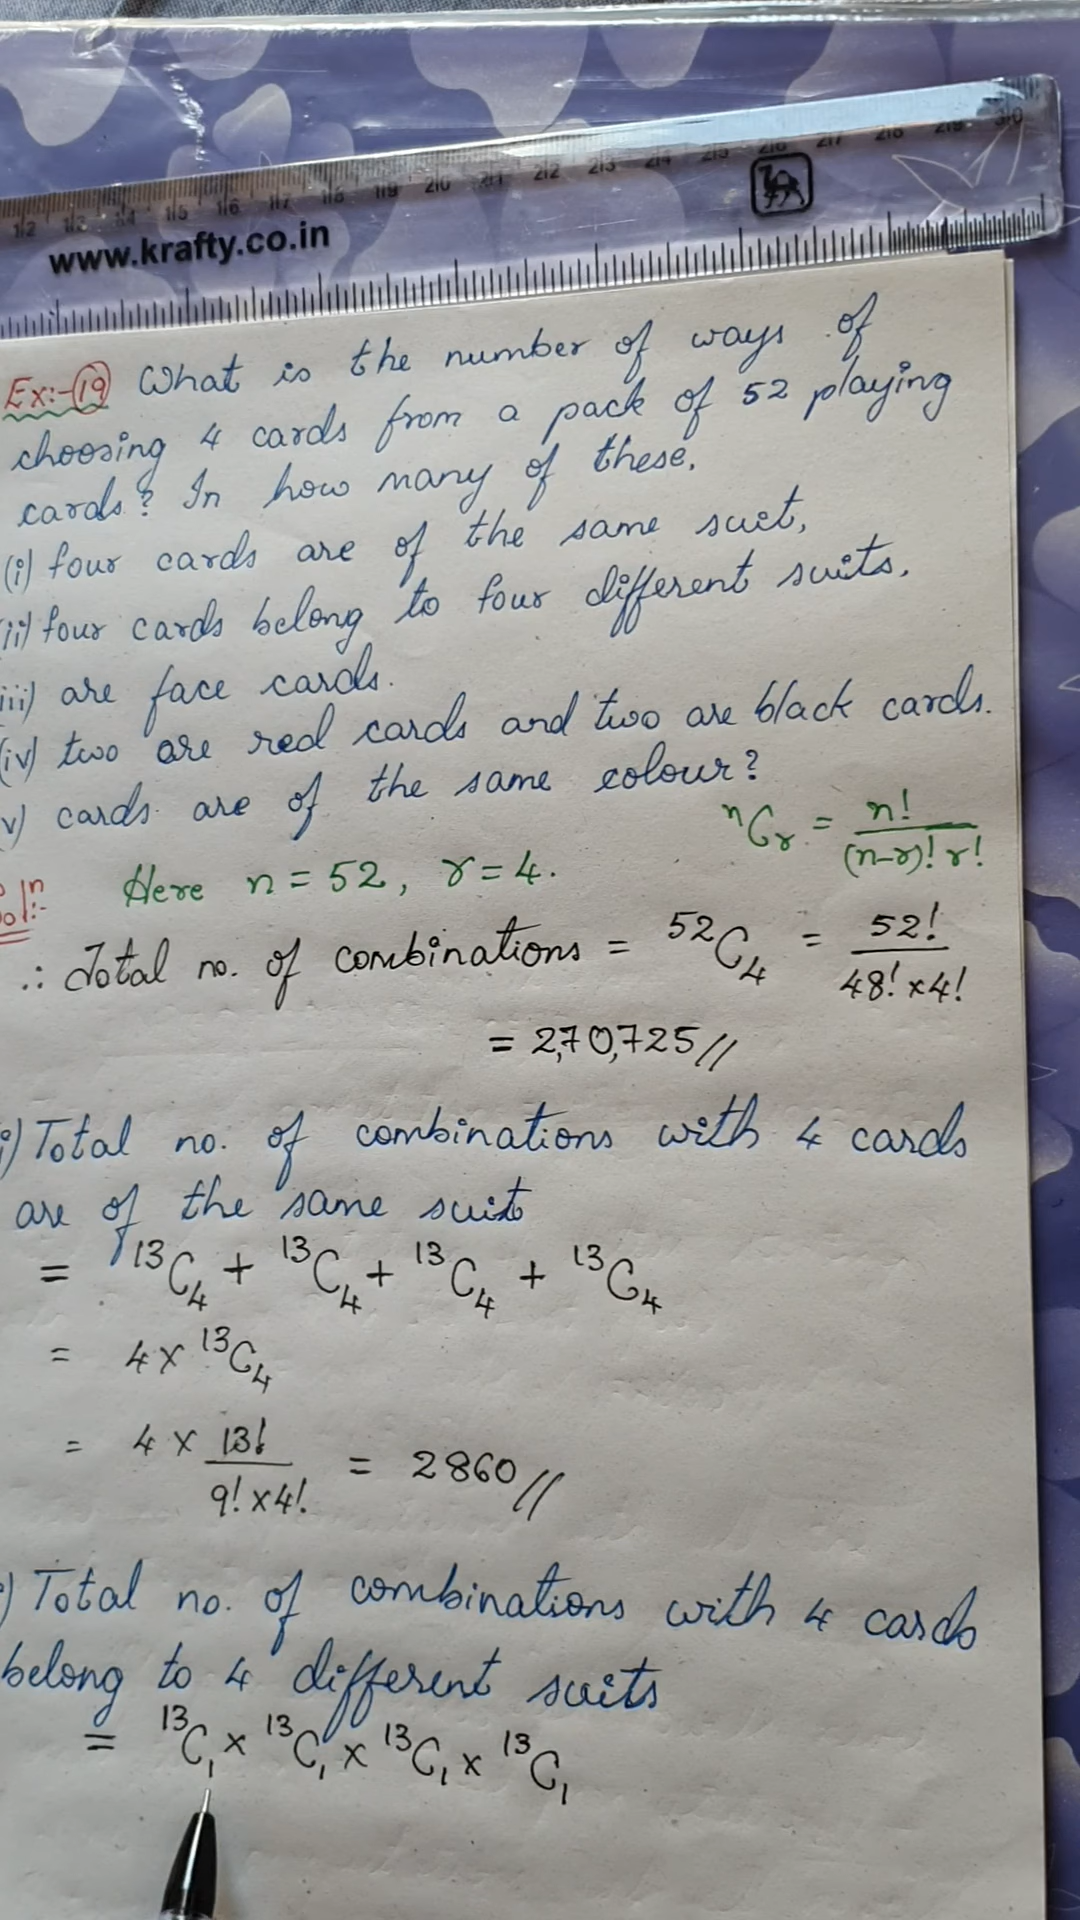 www.krafty.co.in
Ex:-(19) What is the number of ways of
choosing 4 cards from a pack of 52 playing
cards? In how many of these,
(i) four cards are of the same suit,
ii) four cards belong to four different suits,
iii) are face cards.
(iv) two are red cards and two are black cards.
v) cards are of the same colour?
ⁿCᵣ = n! / (n-r)! r!
Here n = 52, r = 4.
∴ Total no. of combinations = ⁵²C₄ = 52! / 48! × 4!
= 2,70,725 //
i) Total no. of combinations with 4 cards
are of the same suit
= ¹³C₄ + ¹³C₄ + ¹³C₄ + ¹³C₄
= 4 × ¹³C₄
= 4 × 13! / 9! × 4! = 2860 //
) Total no. of combinations with 4 cards
belong to 4 different suits
= ¹³C₁ × ¹³C₁ × ¹³C₁ × ¹³C₁